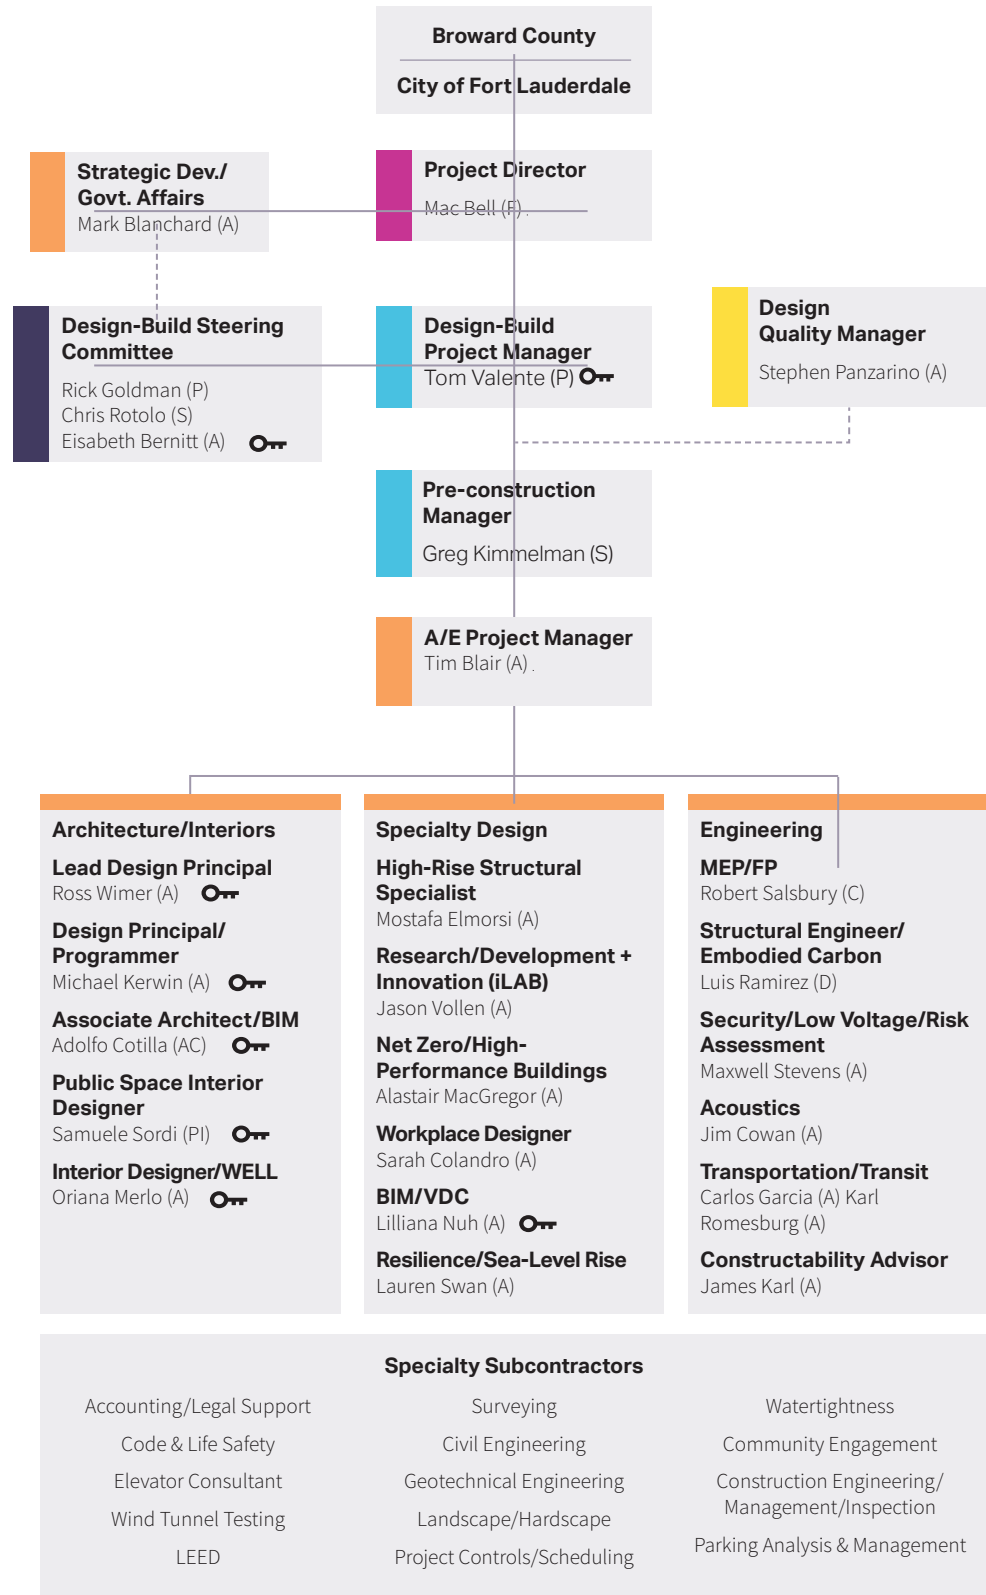 Broward County
City of Fort Lauderdale
Strategic Dev./
Govt. Affairs
Mark Blanchard (A)
Project Director
Mac Bell (P) .
Design-Build Steering
Committee
Rick Goldman (P)
Chris Rotolo (S)
Eisabeth Bernitt (A)
Design-Build
Project Manager
Tom Valente (P)
Design
Quality Manager
Stephen Panzarino (A)
Pre-construction
Manager
Greg Kimmelman (S)
A/E Project Manager
Tim Blair (A) .
Architecture/Interiors
Lead Design Principal
Ross Wimer (A)
Design Principal/
Programmer
Michael Kerwin (A)
Associate Architect/BIM
Adolfo Cotilla (AC)
Public Space Interior
Designer
Samuele Sordi (PI)
Interior Designer/WELL
Oriana Merlo (A)
Specialty Design
High-Rise Structural
Specialist
Mostafa Elmorsi (A)
Research/Development +
Innovation (iLAB)
Jason Vollen (A)
Net Zero/High-
Performance Buildings
Alastair MacGregor (A)
Workplace Designer
Sarah Colandro (A)
BIM/VDC
Lilliana Nuh (A)
Resilience/Sea-Level Rise
Lauren Swan (A)
Engineering
MEP/FP
Robert Salsbury (C)
Structural Engineer/
Embodied Carbon
Luis Ramirez (D)
Security/Low Voltage/Risk
Assessment
Maxwell Stevens (A)
Acoustics
Jim Cowan (A)
Transportation/Transit
Carlos Garcia (A) Karl
Romesburg (A)
Constructability Advisor
James Karl (A)
Specialty Subcontractors
Accounting/Legal Support
Code & Life Safety
Elevator Consultant
Wind Tunnel Testing
LEED
Surveying
Civil Engineering
Geotechnical Engineering
Landscape/Hardscape
Project Controls/Scheduling
Watertightness
Community Engagement
Construction Engineering/
Management/Inspection
Parking Analysis & Management